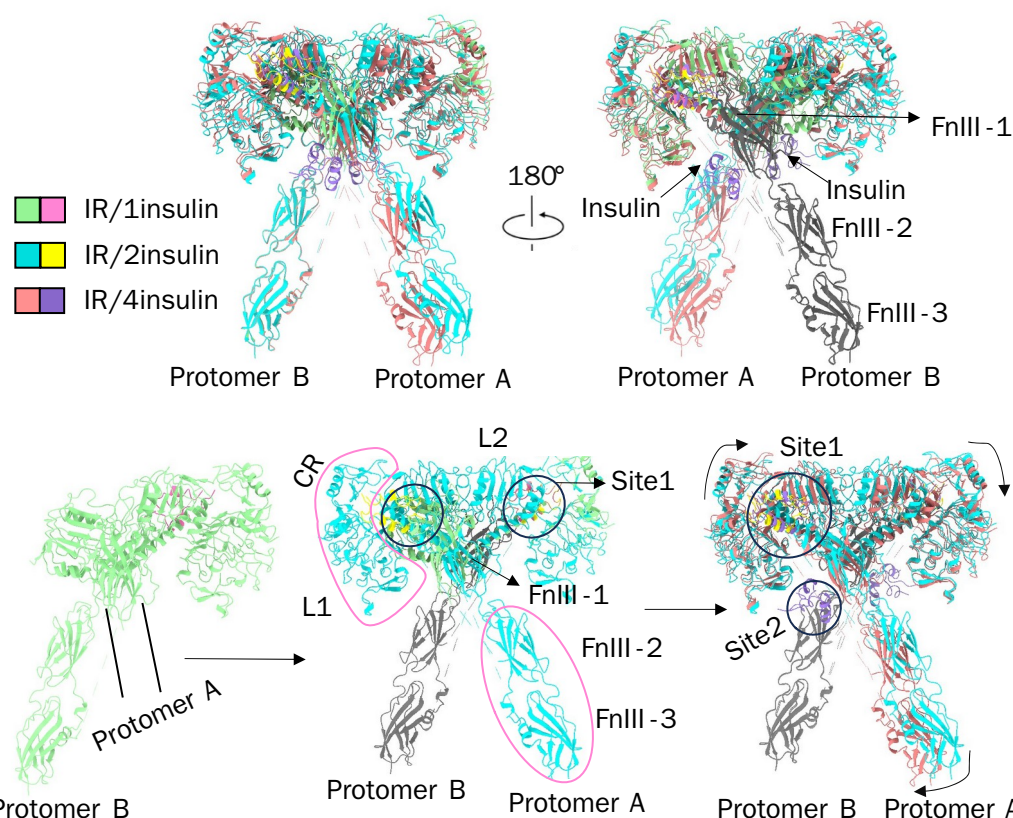 IR/1insulin
IR/2insulin
IR/4insulin
Protomer B
Protomer A
180°
FnIII-1
Insulin
Insulin
FnIII-2
FnIII-3
Protomer A
Protomer B
Protomer A
Protomer B
CR
L2
Site1
L1
FnIII-1
FnIII-2
FnIII-3
Protomer B
Protomer A
Site1
Site2
Protomer B
Protomer A